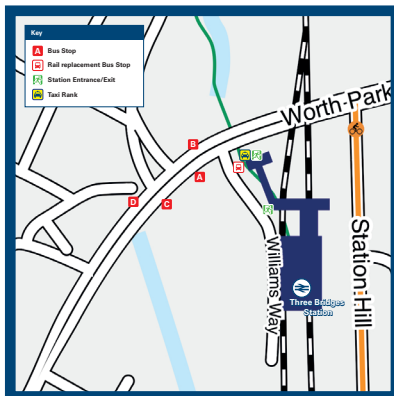 Key
A Bus Stop
Rail replacement Bus Stop
Station Entrance/Exit
Taxi Rank
Worth Park
B
A
D
C
Williams Way
Station Hill
Three Bridges
Station